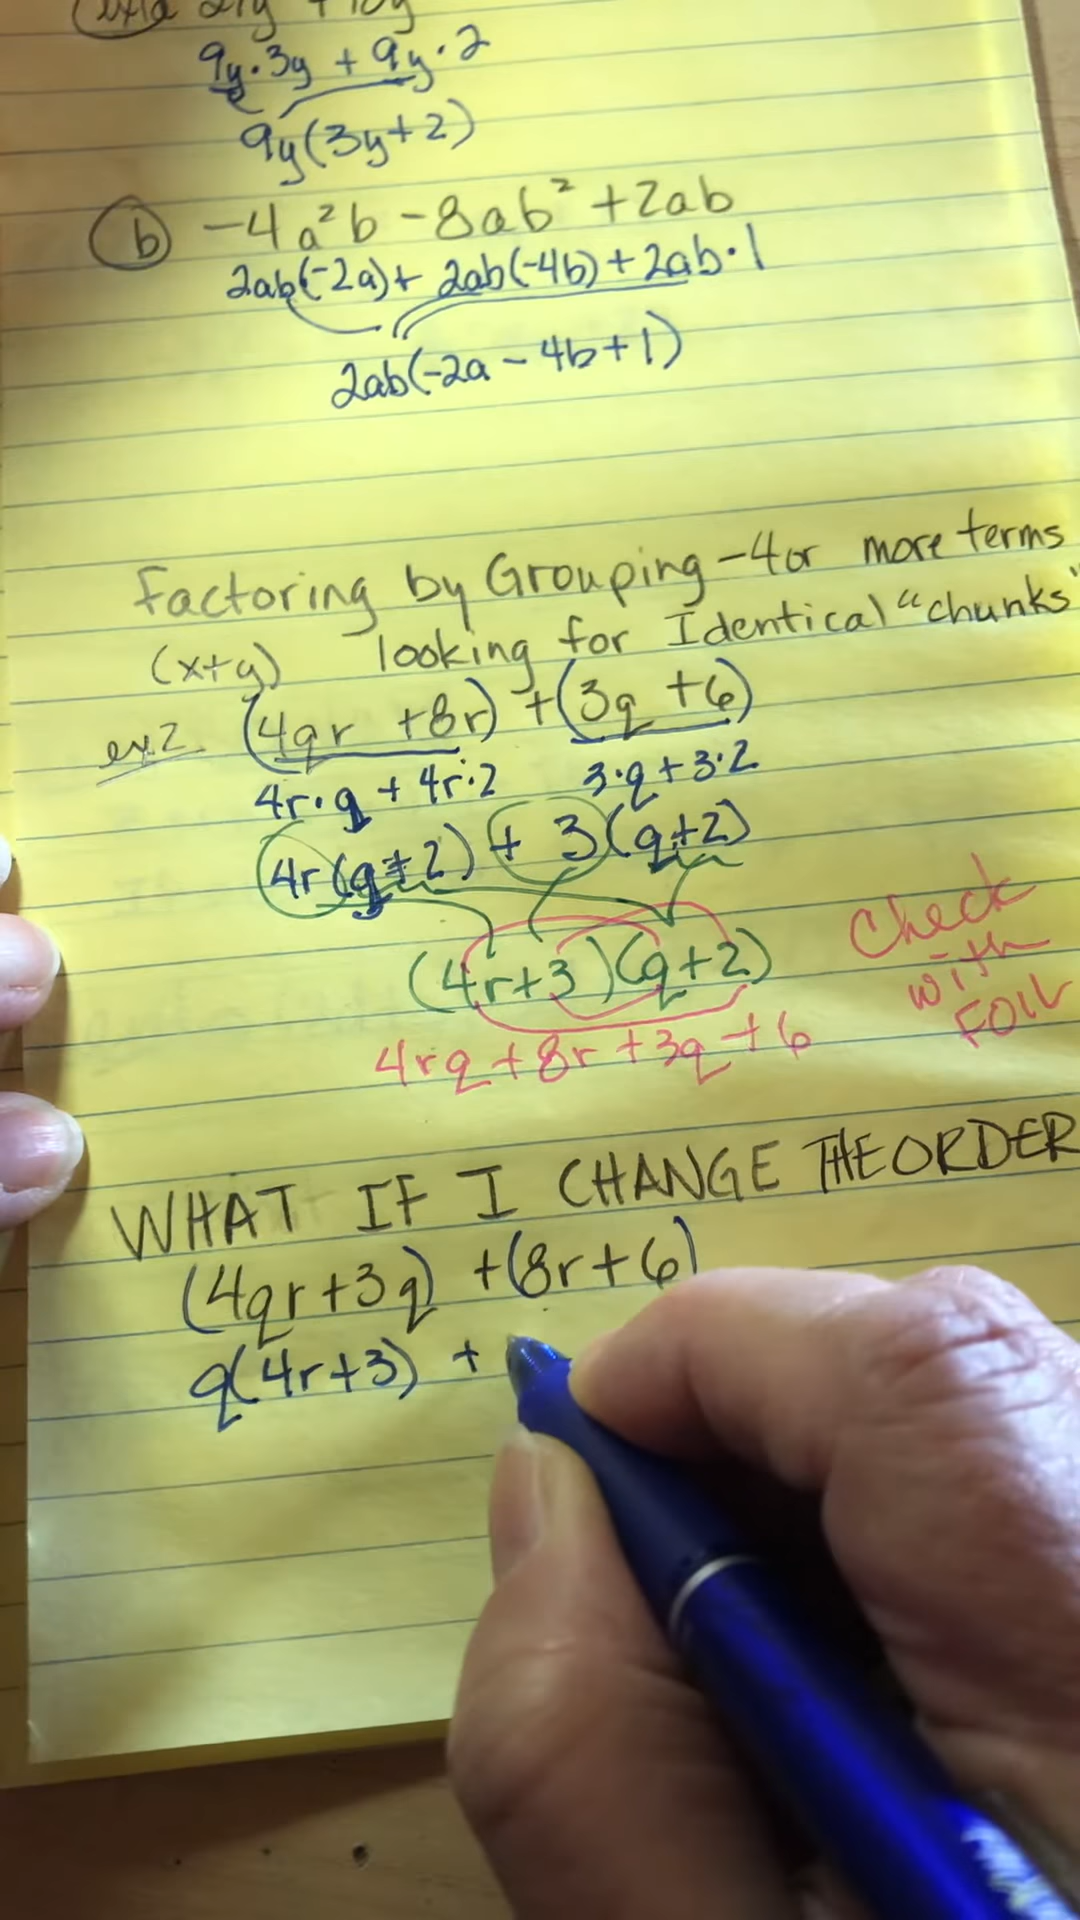 9y·3y + 9y·2
9y(3y+2)
b -4a²b -8ab² +2ab
2ab(-2a)+ 2ab(-4b)+2ab·1
2ab(-2a - 4b+1)
Factoring by Grouping -4or more terms
(x+y) looking for Identical "chunks"
ex2. (4qr +8r) +(3q +6)
4r·q + 4r·2 3·q+3·2
4r(q+2) + 3(q+2)
(4r+3)(q+2)
Check
with
FOIL
4rq+8r+3q+6
WHAT IF I CHANGE THE ORDER
(4qr+3q) +(8r+6)
q(4r+3) +